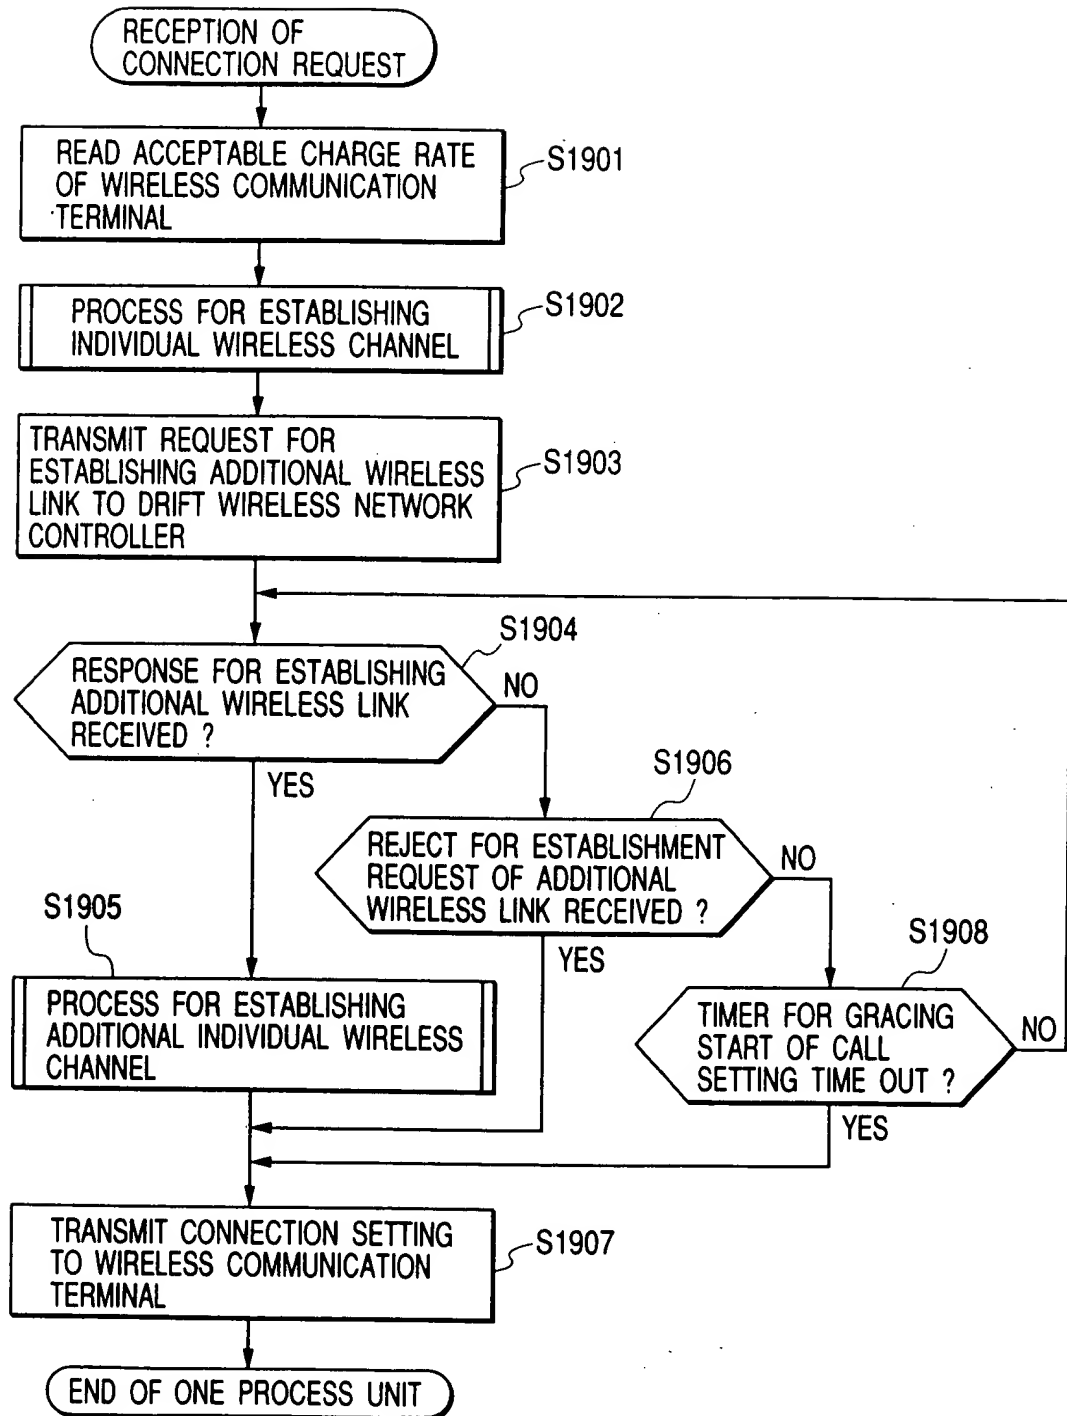 RECEPTION OF
CONNECTION REQUEST
READ ACCEPTABLE CHARGE RATE
OF WIRELESS COMMUNICATION
TERMINAL
S1901
PROCESS FOR ESTABLISHING
INDIVIDUAL WIRELESS CHANNEL
S1902
TRANSMIT REQUEST FOR
ESTABLISHING ADDITIONAL WIRELESS
LINK TO DRIFT WIRELESS NETWORK
CONTROLLER
S1903
S1904
RESPONSE FOR ESTABLISHING
ADDITIONAL WIRELESS LINK
RECEIVED ?
NO
YES
S1906
REJECT FOR ESTABLISHMENT
REQUEST OF ADDITIONAL
WIRELESS LINK RECEIVED ?
NO
YES
S1905
PROCESS FOR ESTABLISHING
ADDITIONAL INDIVIDUAL WIRELESS
CHANNEL
S1908
TIMER FOR GRACING
START OF CALL
SETTING TIME OUT ?
NO
YES
TRANSMIT CONNECTION SETTING
TO WIRELESS COMMUNICATION
TERMINAL
S1907
END OF ONE PROCESS UNIT